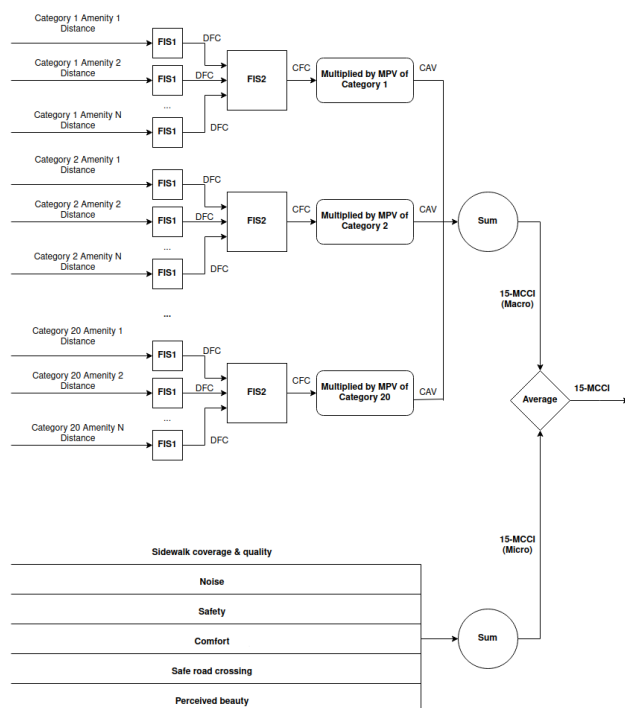 Category 1 Amenity 1
Distance
FIS1
DFC
Category 1 Amenity 2
Distance
FIS1
DFC
...
Category 1 Amenity N
Distance
FIS1
DFC
FIS2
CFC
Multiplied by MPV of
Category 1
CAV
Category 2 Amenity 1
Distance
FIS1
DFC
Category 2 Amenity 2
Distance
FIS1
DFC
...
Category 2 Amenity N
Distance
FIS1
DFC
FIS2
CFC
Multiplied by MPV of
Category 2
CAV
Sum
15-MCCI
(Macro)
...
Category 20 Amenity 1
Distance
FIS1
DFC
Category 20 Amenity 2
Distance
FIS1
DFC
...
Category 20 Amenity N
Distance
FIS1
DFC
FIS2
CFC
Multiplied by MPV of
Category 20
CAV
Average
15-MCCI
15-MCCI
(Micro)
Sidewalk coverage & quality
Noise
Safety
Comfort
Safe road crossing
Perceived beauty
Sum